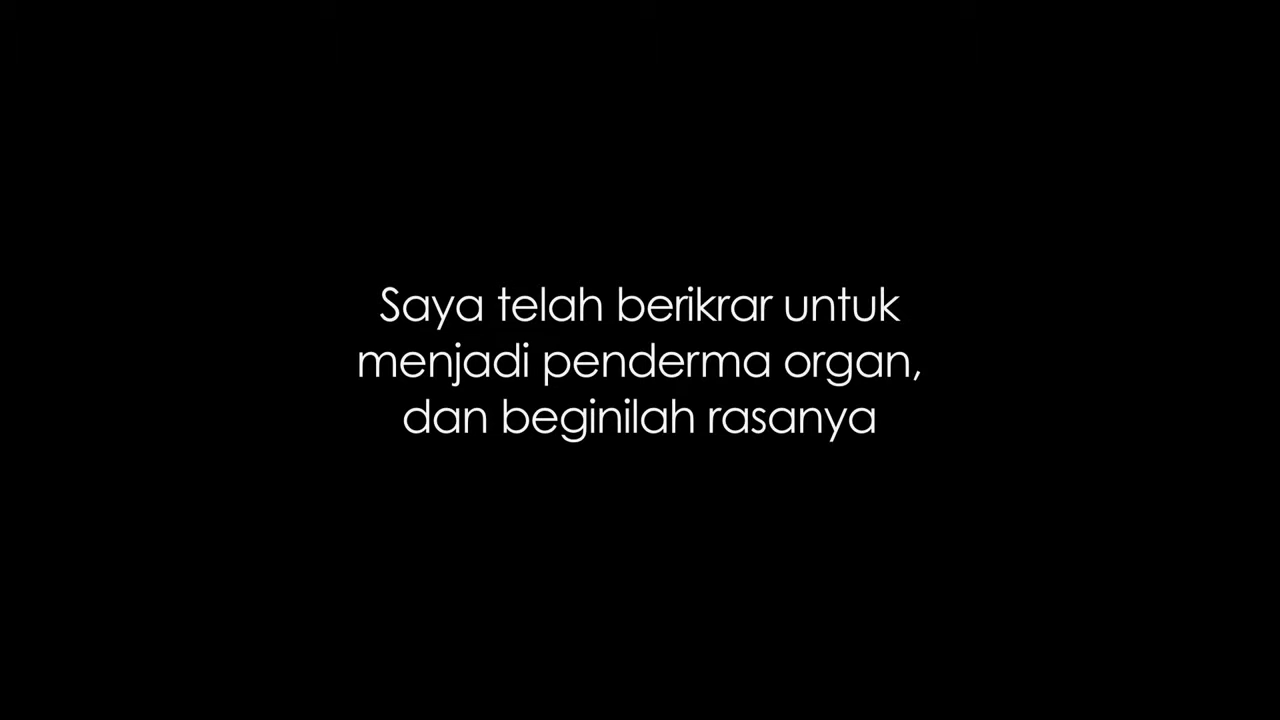 Saya telah berikrar untuk
menjadi penderma organ,
dan beginilah rasanya